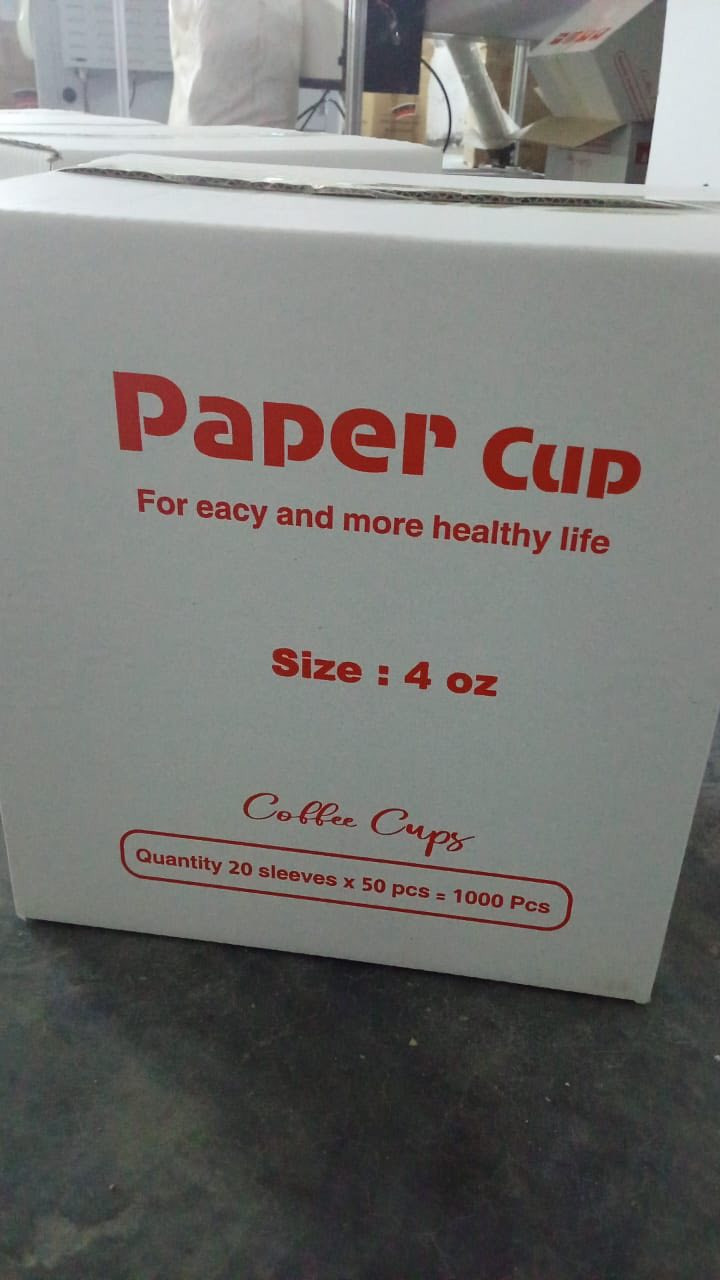 Paper Cup
For eacy and more healthy life
Size : 4 oz
Coffee Cups
Quantity 20 sleeves x 50 pcs = 1000 Pcs